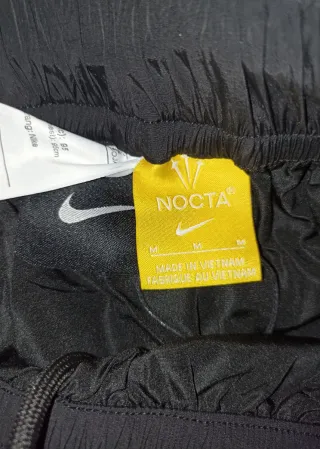 NOCTA
M M M
MADE IN VIETNAM
FABRIQUÉ AU VIETNAM